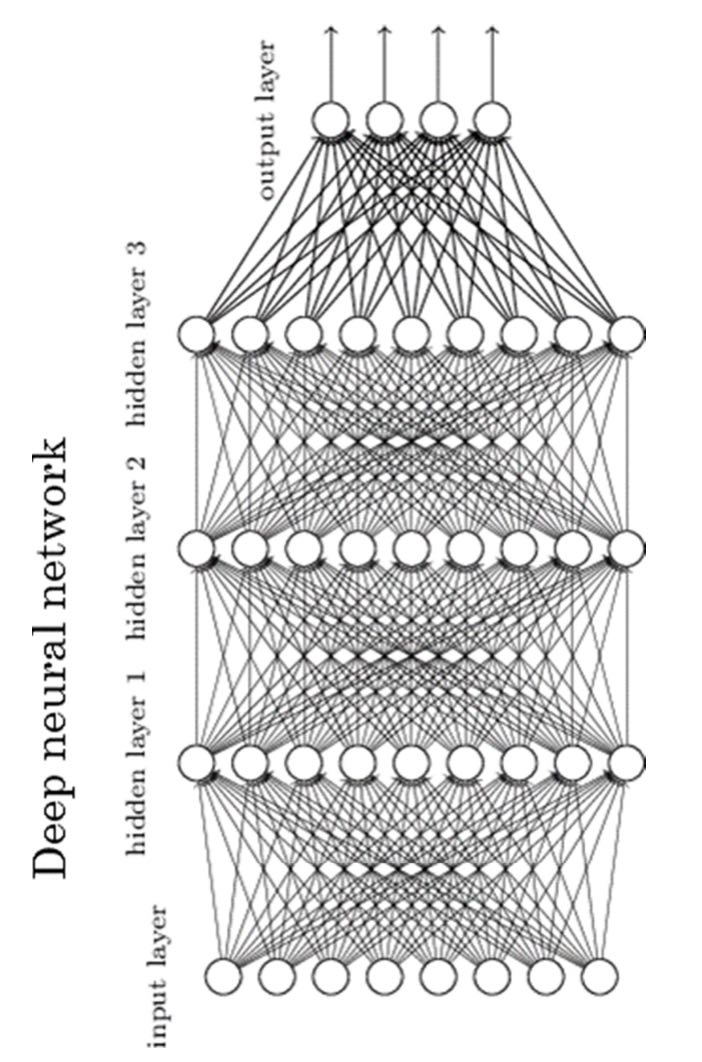 Deep neural network
input layer
hidden layer 1
hidden layer 2
hidden layer 3
output layer